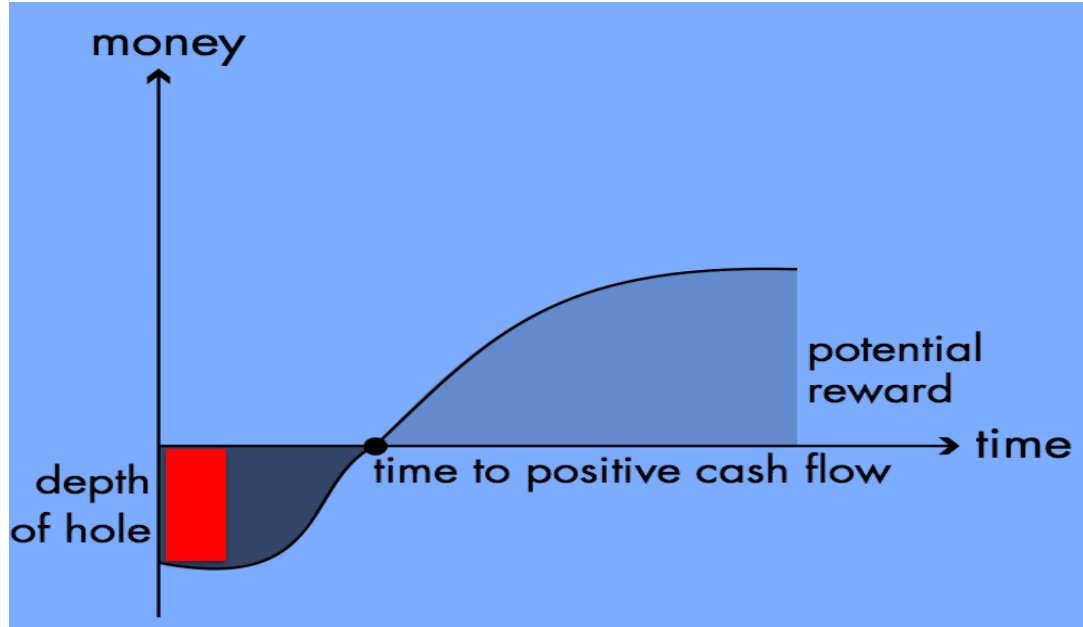 money
potential
reward
time
time to positive cash flow
depth
of hole